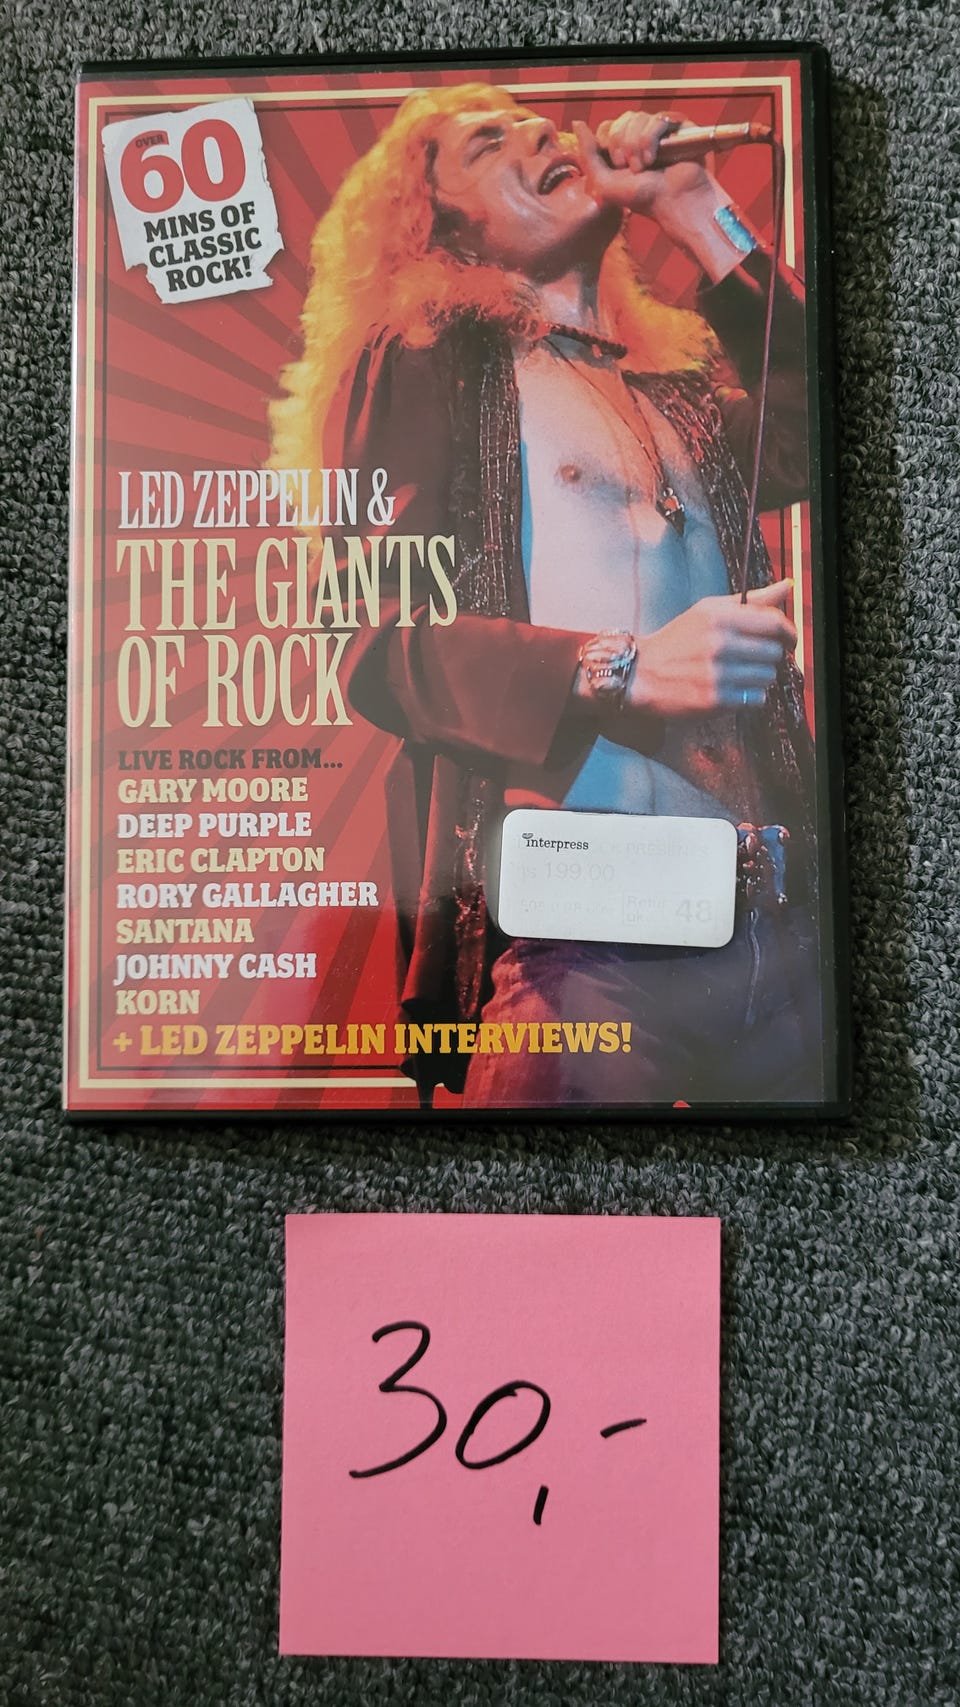 OVER
60
MINS OF
CLASSIC
ROCK!
LED ZEPPELIN &
THE GIANTS
OF ROCK
LIVE ROCK FROM...
GARY MOORE
DEEP PURPLE
ERIC CLAPTON
RORY GALLAGHER
SANTANA
JOHNNY CASH
KORN
+ LED ZEPPELIN INTERVIEWS!
interpress
199.00
Retur
48
30,-